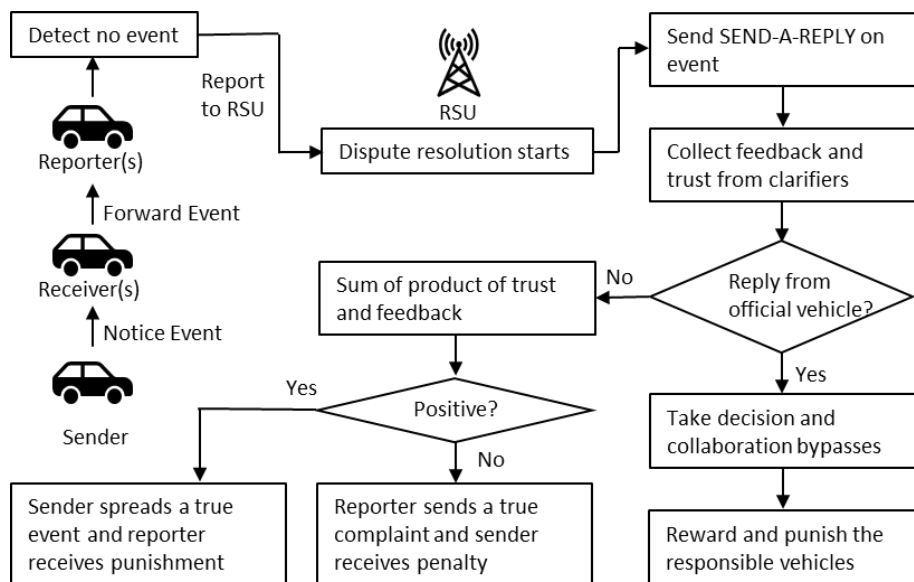 Detect no event
Report
to RSU
RSU
Send SEND-A-REPLY on
event
Reporter(s)
Dispute resolution starts
Collect feedback and
trust from clarifiers
Forward Event
Receiver(s)
Sum of product of trust
and feedback
No
Reply from
official vehicle?
Notice Event
Sender
Yes
Positive?
Yes
Take decision and
collaboration bypasses
No
Sender spreads a true
event and reporter
receives punishment
Reporter sends a true
complaint and sender
receives penalty
Reward and punish the
responsible vehicles